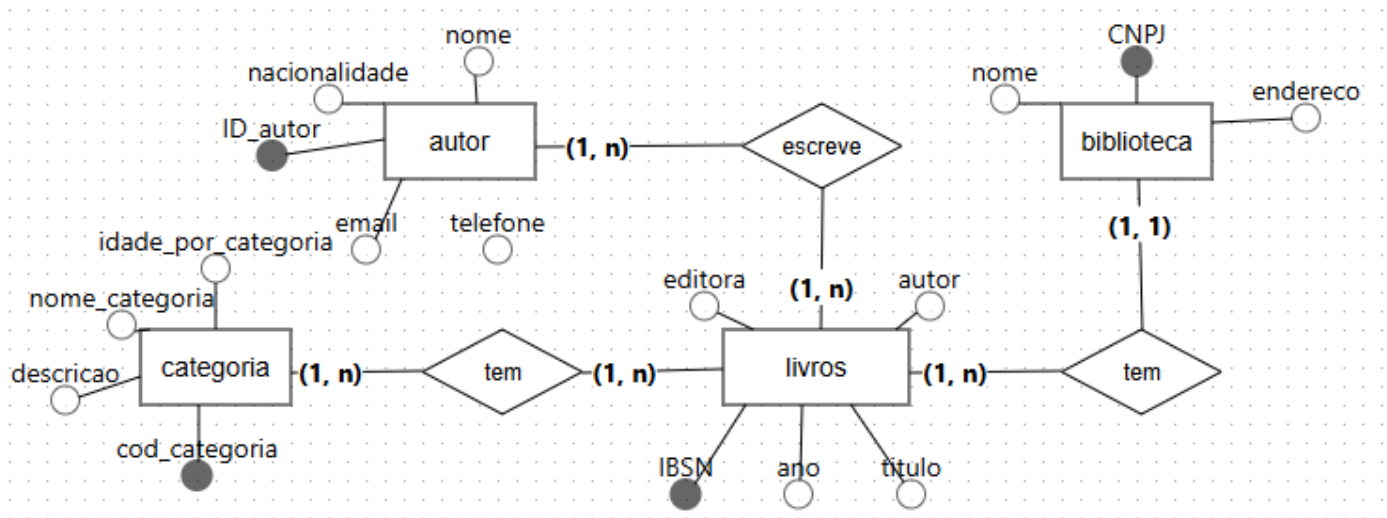 nome
CNPJ
nacionalidade
nome
endereco
ID_autor
autor
(1, n)
escreve
biblioteca
email
telefone
(1, 1)
idade_por_categoria
editora
(1, n)
autor
nome_categoria
descricao
categoria
(1, n)
tem
(1, n)
livros
(1, n)
tem
cod_categoria
IBSN
ano
titulo